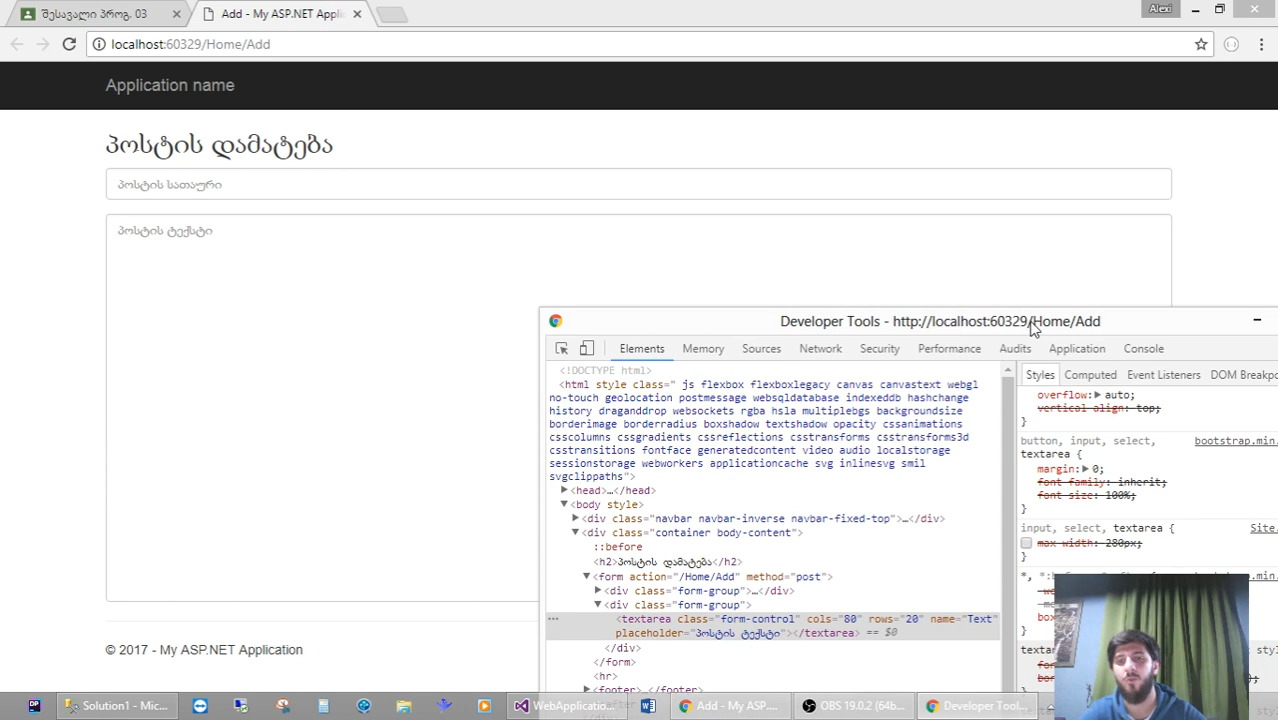 შესავალი პროგ. 03
Add - My ASP.NET Appli
Alexi
localhost:60329/Home/Add
Application name
პოსტის დამატება
პოსტის სათაური
პოსტის ტექსტი
Developer Tools - http://localhost:60329/Home/Add
Elements Memory Sources Network Security Performance Audits Application Console
<!DOCTYPE html>
<html style class=" js flexbox flexboxlegacy canvas canvastext webgl
no-touch geolocation postmessage websqldatabase indexeddb hashchange
history draganddrop websockets rgba hsla multiplebgs backgroundsize
borderimage borderradius boxshadow textshadow opacity cssanimations
csscolumns cssgradients cssreflections csstransforms csstransforms3d
csstransitions fontface generatedcontent video audio localstorage
sessionstorage webworkers applicationcache svg inlinesvg smil
svgclippaths">
<head>…</head>
<body style>
<div class="navbar navbar-inverse navbar-fixed-top">…</div>
<div class="container body-content">
::before
<h2>პოსტის დამატება</h2>
<form action="/Home/Add" method="post">
<div class="form-group">…</div>
<div class="form-group">
<textarea class="form-control" cols="80" rows="20" name="Text"
placeholder="პოსტის ტექსტი"></textarea> == $0
</div>
</form>
<hr>
<footer>…</footer>
Styles Computed Event Listeners DOM Breakpo
overflow: auto;
vertical-align: top;
}
button, input, select, bootstrap.min.
textarea {
margin: 0;
font-family: inherit;
font-size: 100%;
}
input, select, textarea { Site.
max-width: 280px;
}
© 2017 - My ASP.NET Application
Solution1 - Mic...
WebApplicatio...
Add - My ASP....
OBS 19.0.2 (64b...
Developer Tool...